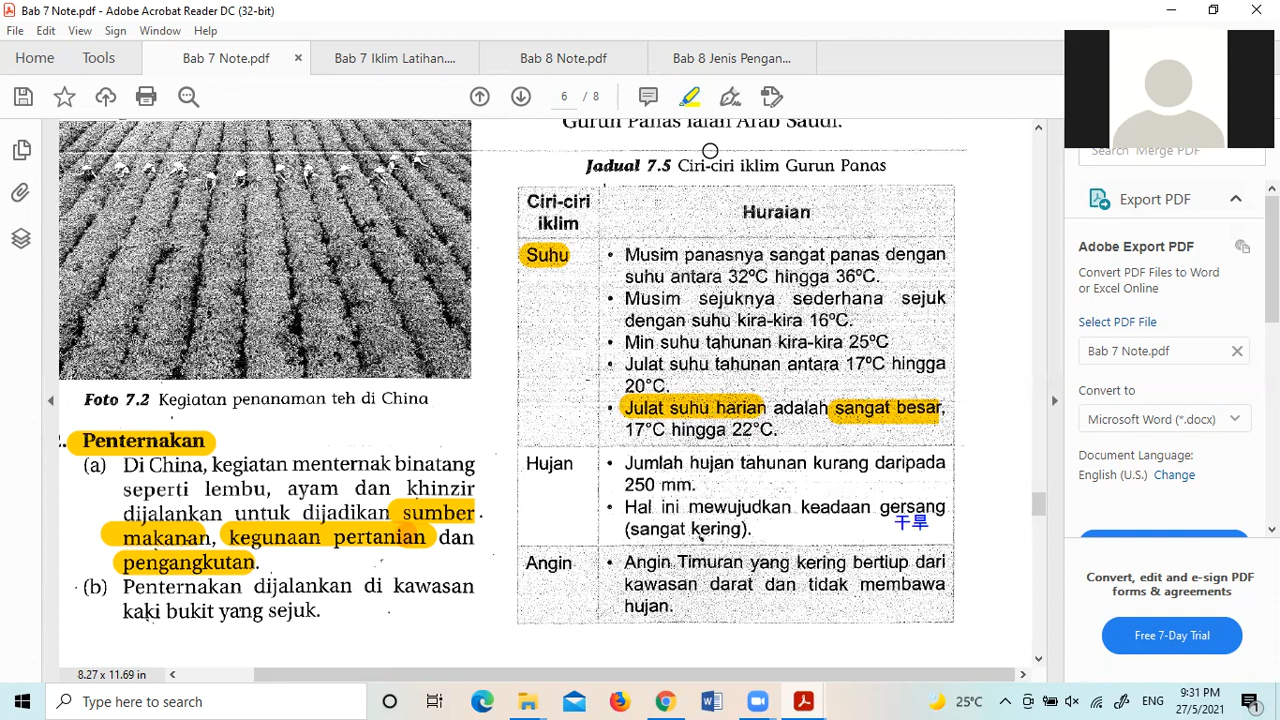 Bab 7 Note.pdf - Adobe Acrobat Reader DC (32-bit)
File Edit View Sign Window Help
Home Tools Bab 7 Note.pdf Bab 7 Iklim Latihan.... Bab 8 Note.pdf Bab 8 Jenis Pengan...
6 / 8
Gurun Panas ialah Arab Saudi.
Jadual 7.5 Ciri-ciri iklim Gurun Panas
Ciri-ciri
iklim
Huraian
Suhu
• Musim panasnya sangat panas dengan
suhu antara 32°C hingga 36°C.
• Musim sejuknya sederhana sejuk
dengan suhu kira-kira 16°C.
• Min suhu tahunan kira-kira 25°C
• Julat suhu tahunan antara 17°C hingga
20°C.
• Julat suhu harian adalah sangat besar,
17°C hingga 22°C.
Hujan
• Jumlah hujan tahunan kurang daripada
250 mm.
• Hal ini mewujudkan keadaan gersang
干旱
(sangat kering).
Angin
• Angin Timuran yang kering bertiup dari
kawasan darat dan tidak membawa
hujan.
Foto 7.2 Kegiatan penanaman teh di China
2. Penternakan
(a) Di China, kegiatan menternak binatang
seperti lembu, ayam dan khinzir
dijalankan untuk dijadikan sumber
makanan, kegunaan pertanian dan
pengangkutan.
(b) Penternakan dijalankan di kawasan
kaki bukit yang sejuk.
8.27 x 11.69 in
Search 'Merge PDF'
Export PDF
Adobe Export PDF
Convert PDF Files to Word
or Excel Online
Select PDF File
Bab 7 Note.pdf
Convert to
Microsoft Word (*.docx)
Document Language:
English (U.S.) Change
Convert, edit and e-sign PDF
forms & agreements
Free 7-Day Trial
Type here to search
25°C
ENG
9:31 PM
27/5/2021